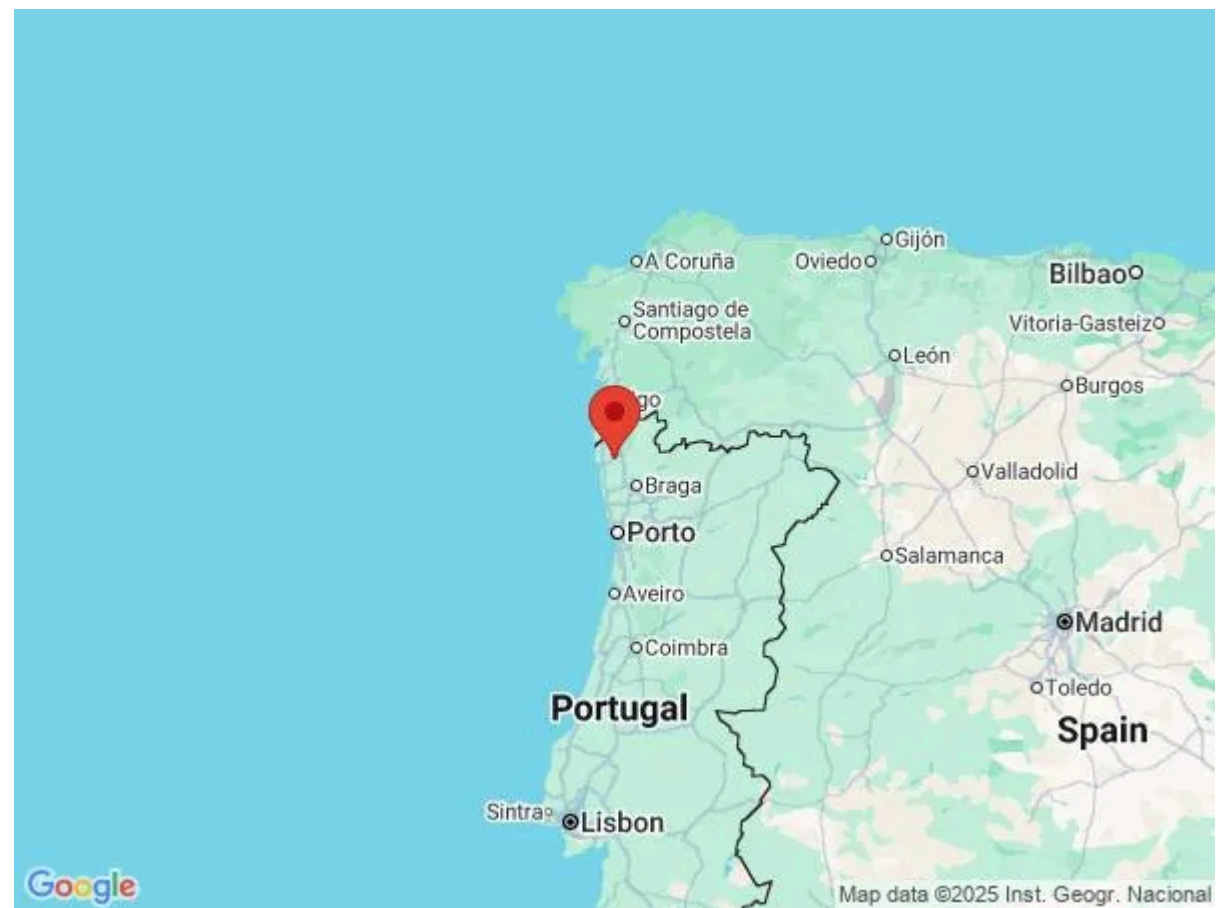 Gijón
A Coruña
Oviedo
Bilbao
Santiago de
Compostela
Vitoria-Gasteiz
León
Burgos
go
Valladolid
Braga
Porto
Salamanca
Aveiro
Madrid
Coimbra
Toledo
Portugal
Spain
Sintra
Lisbon
Google
Map data ©2025 Inst. Geogr. Nacional